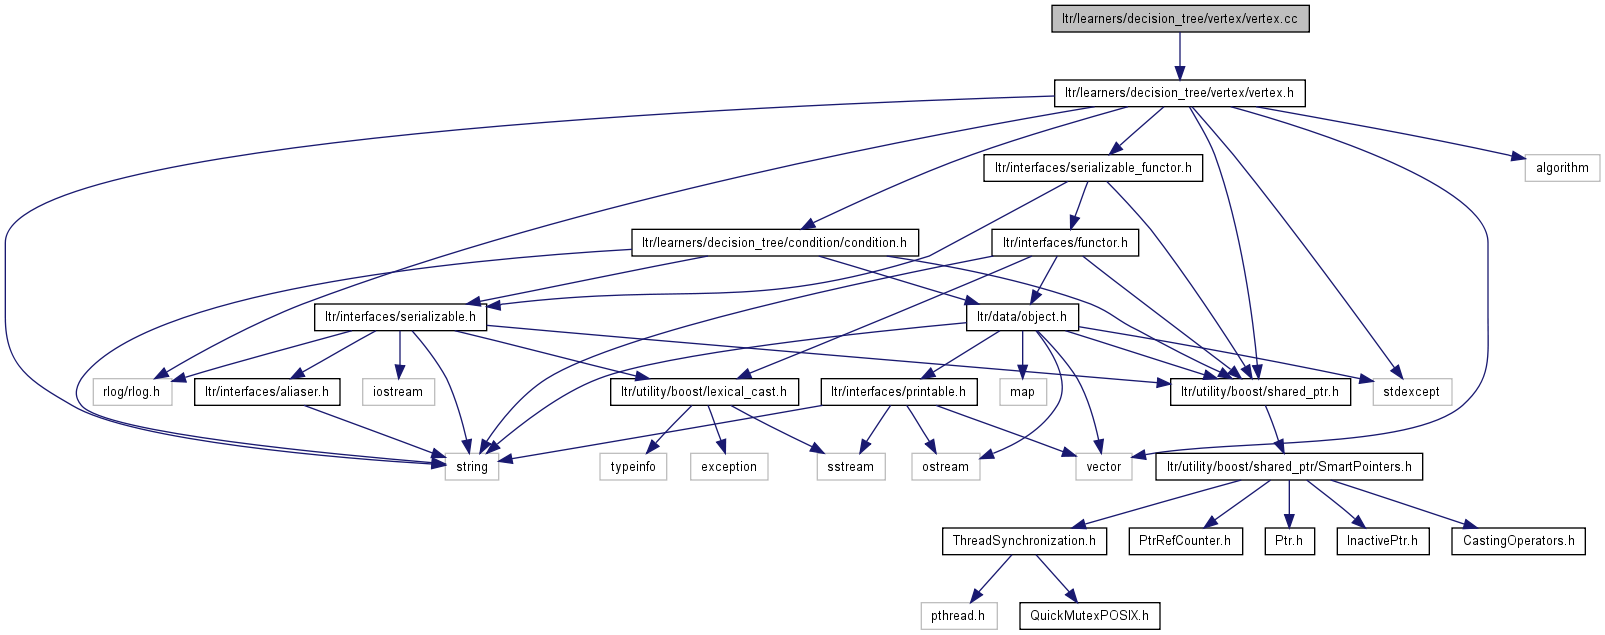 ltr/learners/decision_tree/vertex/vertex.cc
ltr/learners/decision_tree/vertex/vertex.h
ltr/interfaces/serializable_functor.h
algorithm
ltr/learners/decision_tree/condition/condition.h
ltr/interfaces/functor.h
ltr/interfaces/serializable.h
ltr/data/object.h
rlog/rlog.h
ltr/interfaces/aliaser.h
iostream
ltr/utility/boost/lexical_cast.h
ltr/interfaces/printable.h
map
ltr/utility/boost/shared_ptr.h
stdexcept
string
typeinfo
exception
sstream
ostream
vector
ltr/utility/boost/shared_ptr/SmartPointers.h
ThreadSynchronization.h
PtrRefCounter.h
Ptr.h
InactivePtr.h
CastingOperators.h
pthread.h
QuickMutexPOSIX.h